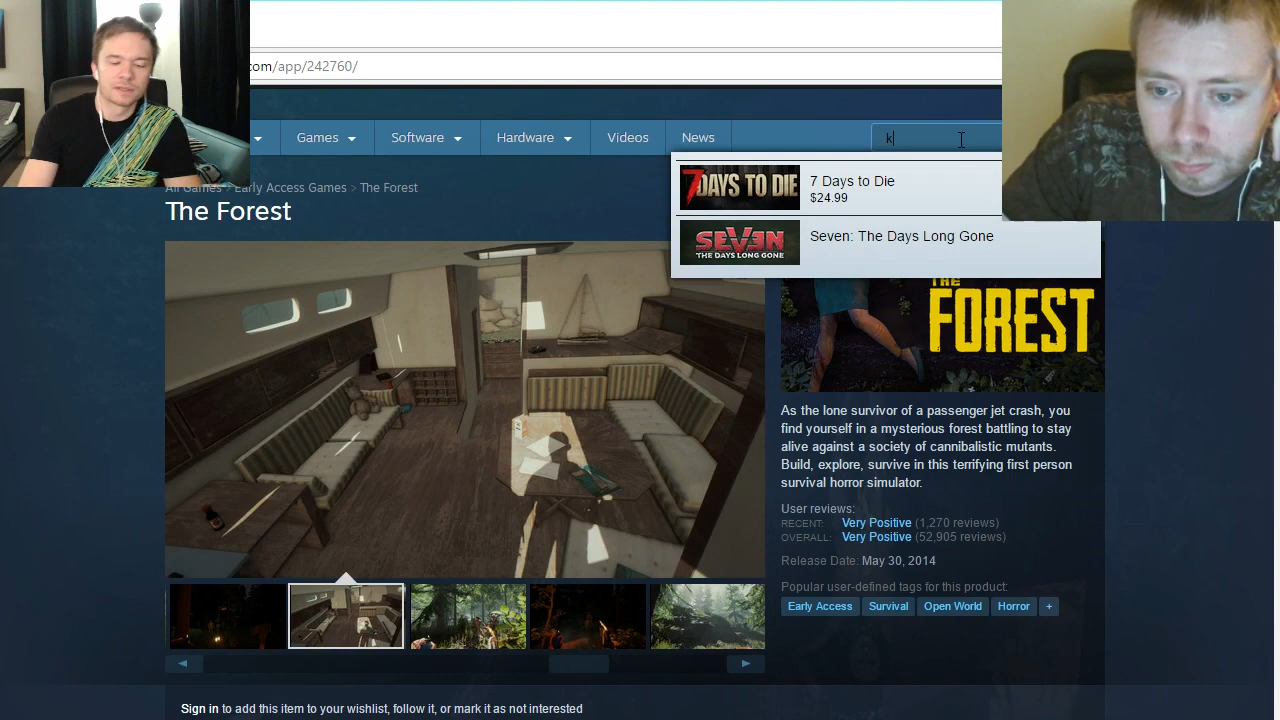 com/app/242760/
Games
Software
Hardware
Videos
News
k
7 DAYS TO DIE
7 Days to Die
$24.99
SEVEN
THE DAYS LONG GONE
Seven: The Days Long Gone
All Games > Early Access Games > The Forest
The Forest
THE
FOREST
As the lone survivor of a passenger jet crash, you
find yourself in a mysterious forest battling to stay
alive against a society of cannibalistic mutants.
Build, explore, survive in this terrifying first person
survival horror simulator.
User reviews:
RECENT: Very Positive (1,270 reviews)
OVERALL: Very Positive (52,905 reviews)
Release Date: May 30, 2014
Popular user-defined tags for this product:
Early Access Survival Open World Horror +
Sign in to add this item to your wishlist, follow it, or mark it as not interested